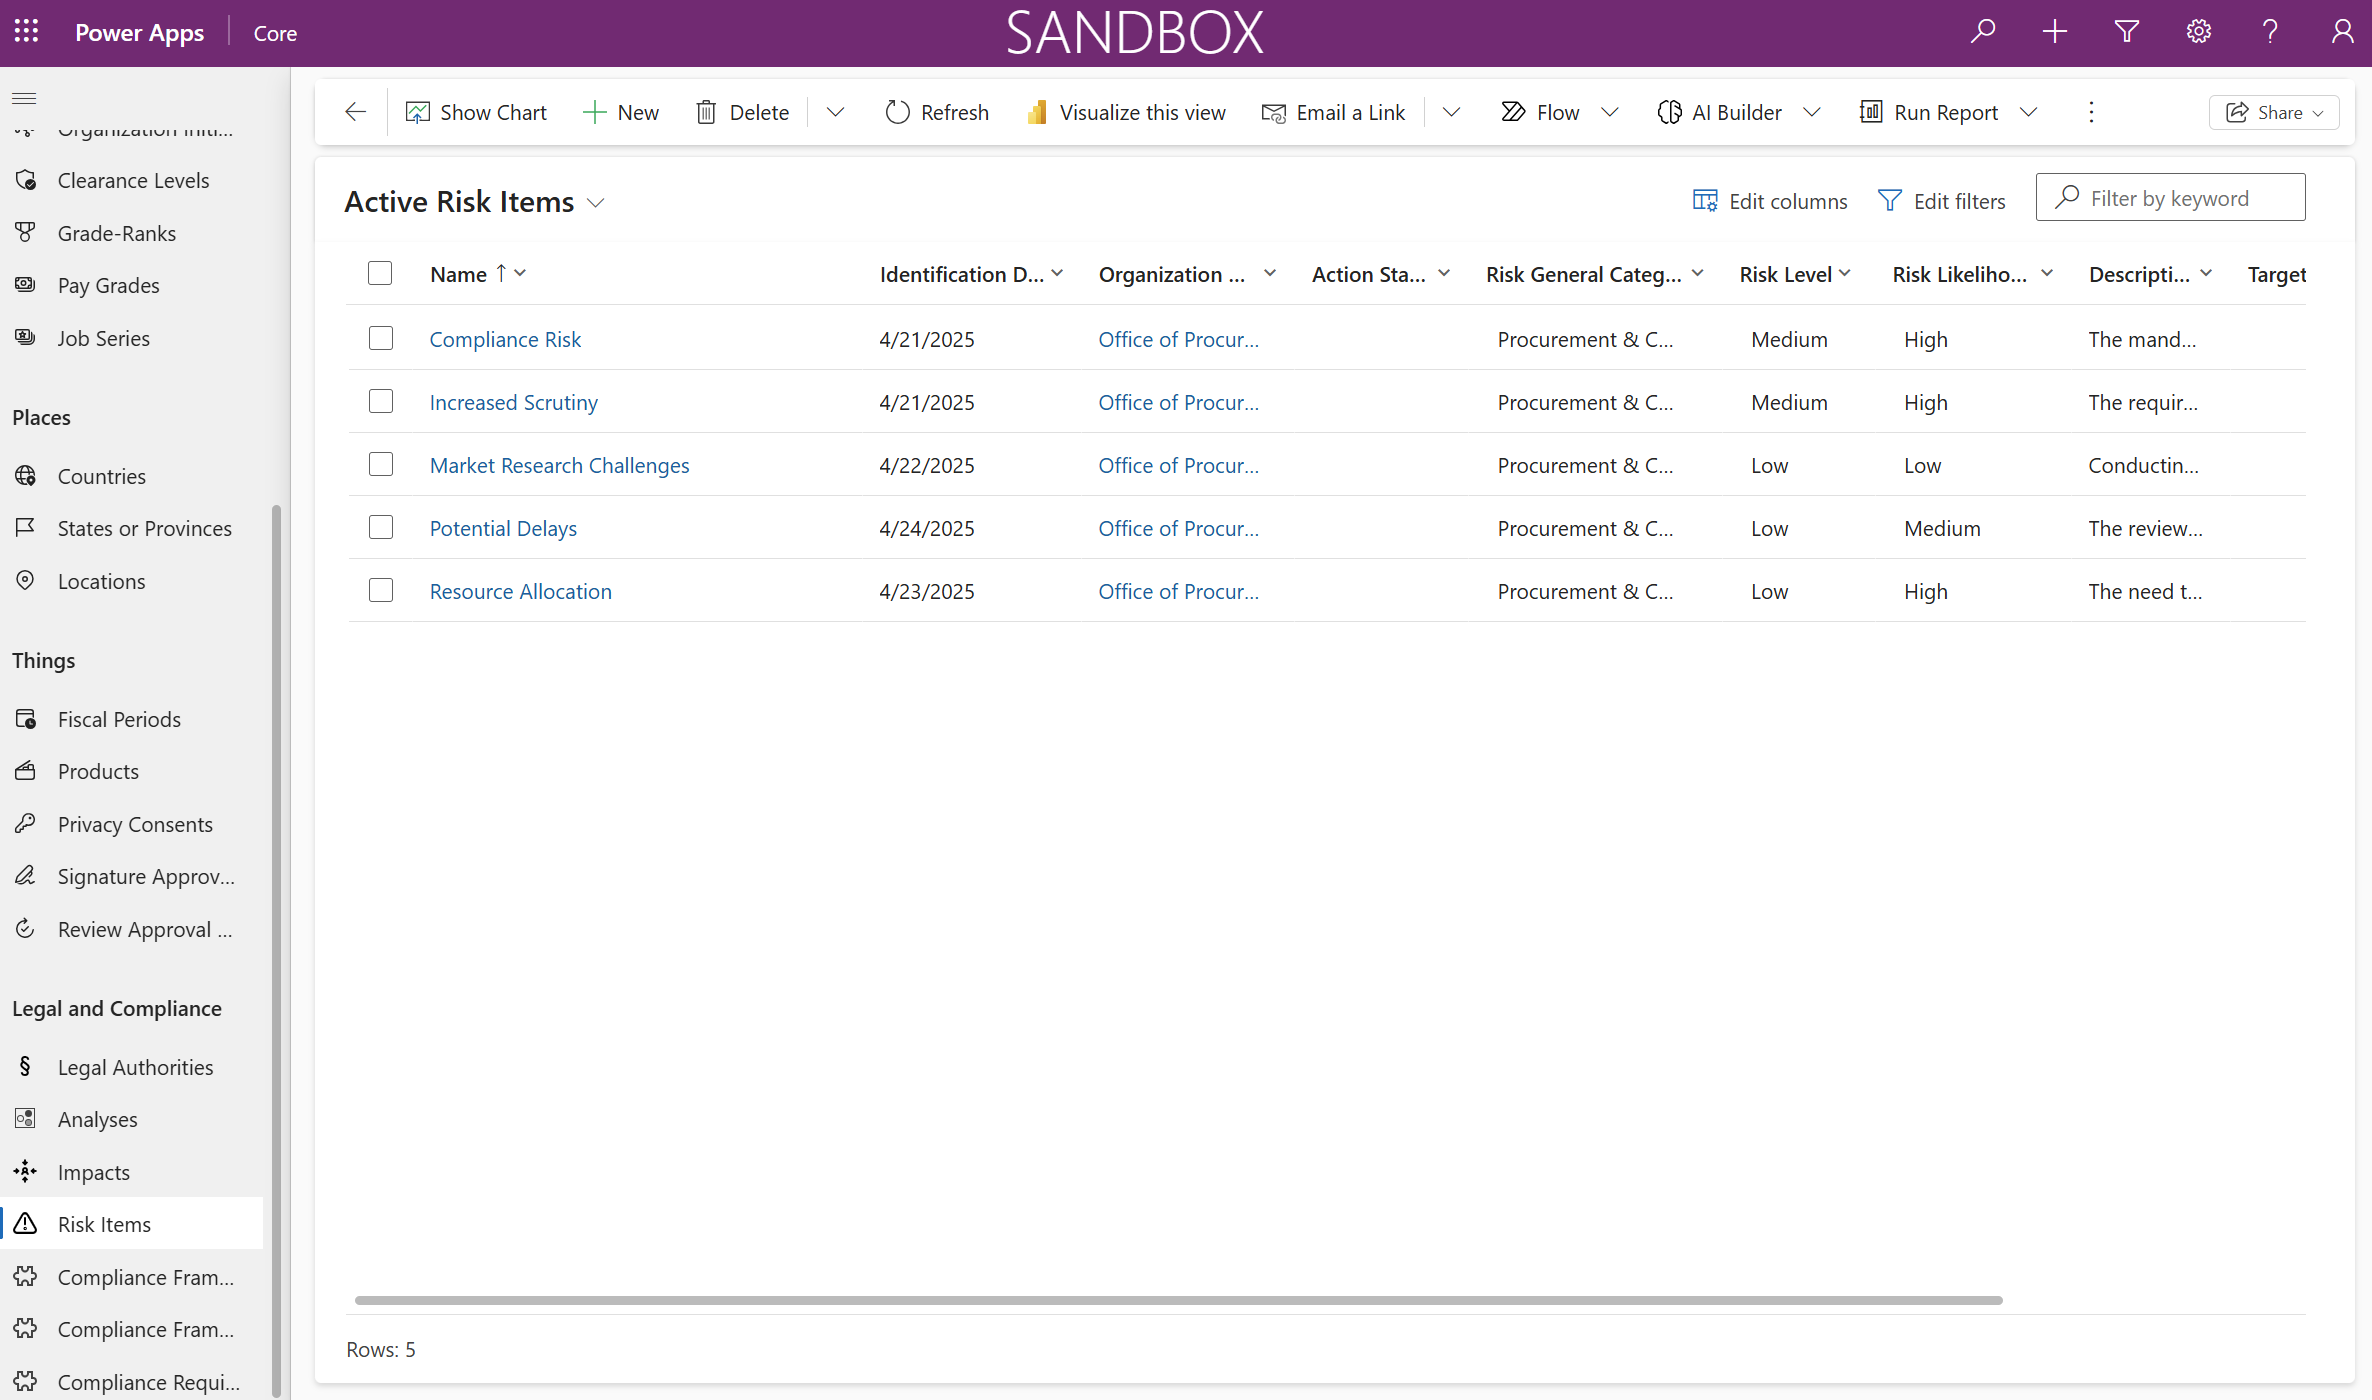 Power Apps
Core
SANDBOX
Organization Initi...
Clearance Levels
Grade-Ranks
Pay Grades
Job Series
Places
Countries
States or Provinces
Locations
Things
Fiscal Periods
Products
Privacy Consents
Signature Approv...
Review Approval ...
Legal and Compliance
§ Legal Authorities
Analyses
Impacts
Risk Items
Compliance Fram...
Compliance Fram...
Compliance Requi...
Show Chart New Delete Refresh Visualize this view Email a Link Flow AI Builder Run Report Share
Active Risk Items Edit columns Edit filters Filter by keyword
Name ↑ Identification D... Organization ... Action Sta... Risk General Categ... Risk Level Risk Likeliho... Descripti... Target
Compliance Risk 4/21/2025 Office of Procur... Procurement & C... Medium High The mand...
Increased Scrutiny 4/21/2025 Office of Procur... Procurement & C... Medium High The requir...
Market Research Challenges 4/22/2025 Office of Procur... Procurement & C... Low Low Conductin...
Potential Delays 4/24/2025 Office of Procur... Procurement & C... Low Medium The review...
Resource Allocation 4/23/2025 Office of Procur... Procurement & C... Low High The need t...
Rows: 5